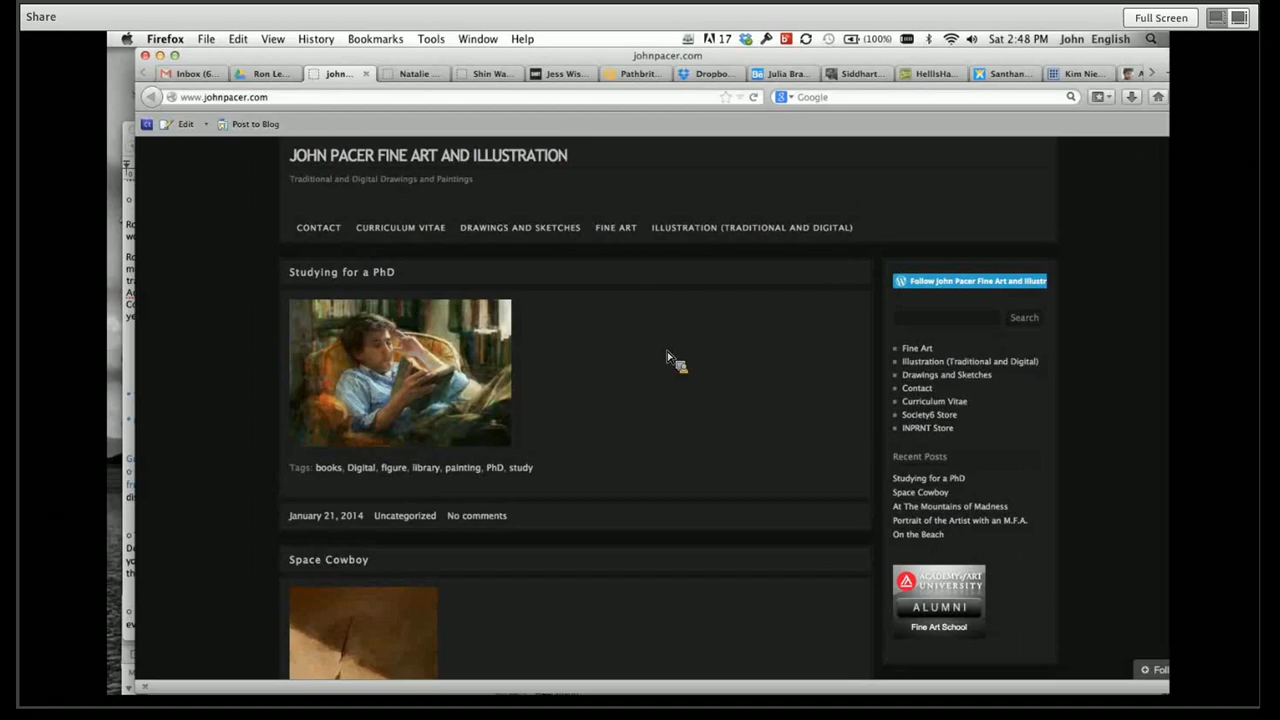 Share
Full Screen
Firefox File Edit View History Bookmarks Tools Window Help
17
(100%)
Sat 2:48 PM John English
johnpacer.com
Inbox (6... Ron Le... john... Natalie ... Shin Wa... Jess Wis... Pathbrit... Dropbo... Julia Bra... Siddhart... HellIsHa... Santhan... Kim Nie...
www.johnpacer.com
Google
Edit
Post to Blog
JOHN PACER FINE ART AND ILLUSTRATION
Traditional and Digital Drawings and Paintings
CONTACT CURRICULUM VITAE DRAWINGS AND SKETCHES FINE ART ILLUSTRATION (TRADITIONAL AND DIGITAL)
Studying for a PhD
Tags: books, Digital, figure, library, painting, PhD, study
January 21, 2014 Uncategorized No comments
Space Cowboy
Follow John Pacer Fine Art and Illustr
Search
Fine Art
Illustration (Traditional and Digital)
Drawings and Sketches
Contact
Curriculum Vitae
Society6 Store
INPRNT Store
Recent Posts
Studying for a PhD
Space Cowboy
At The Mountains of Madness
Portrait of the Artist with an M.F.A.
On the Beach
ACADEMY of ART
UNIVERSITY
ALUMNI
Fine Art School
Foll